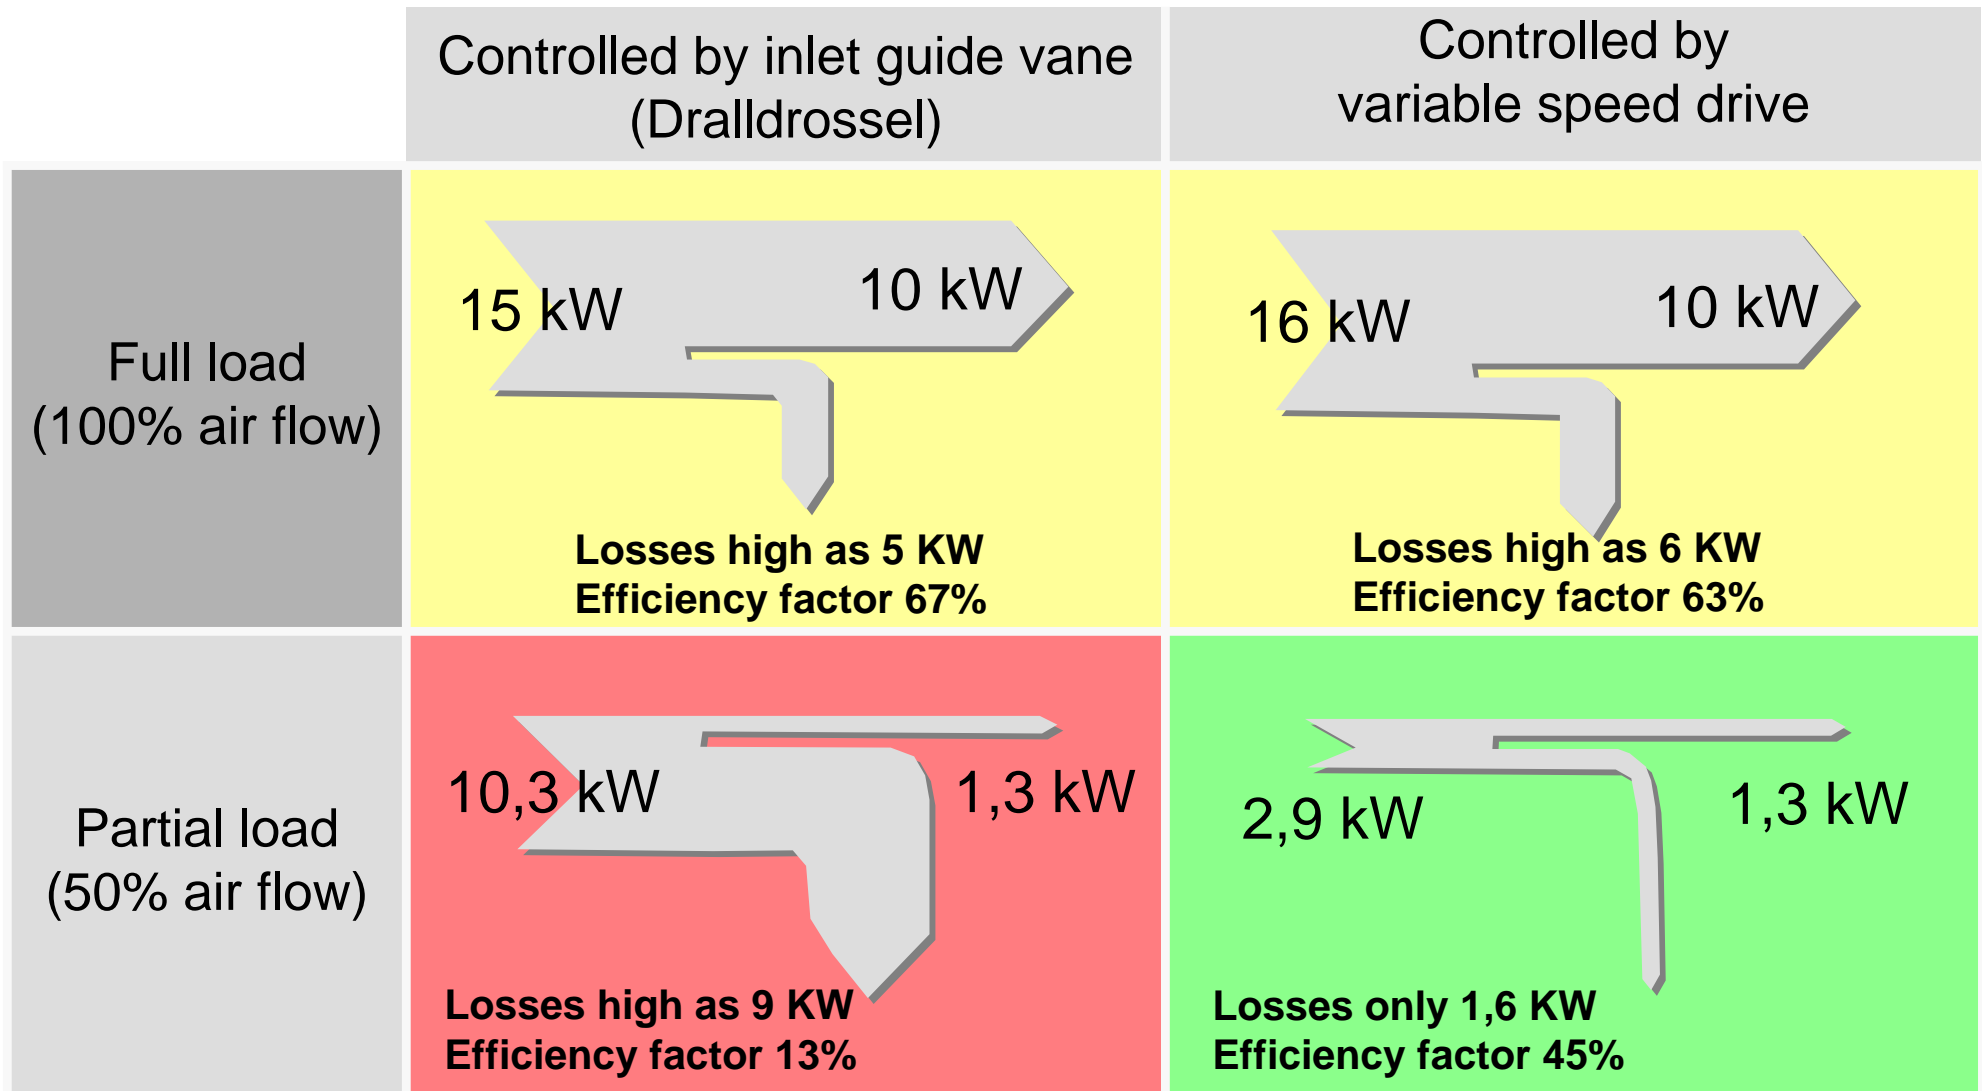 Controlled by inlet guide vane
(Dralldrossel)
Controlled by
variable speed drive
Full load
(100% air flow)
15 kW
10 kW
Losses high as 5 KW
Efficiency factor 67%
16 kW
10 kW
Losses high as 6 KW
Efficiency factor 63%
Partial load
(50% air flow)
10,3 kW
1,3 kW
Losses high as 9 KW
Efficiency factor 13%
2,9 kW
1,3 kW
Losses only 1,6 KW
Efficiency factor 45%